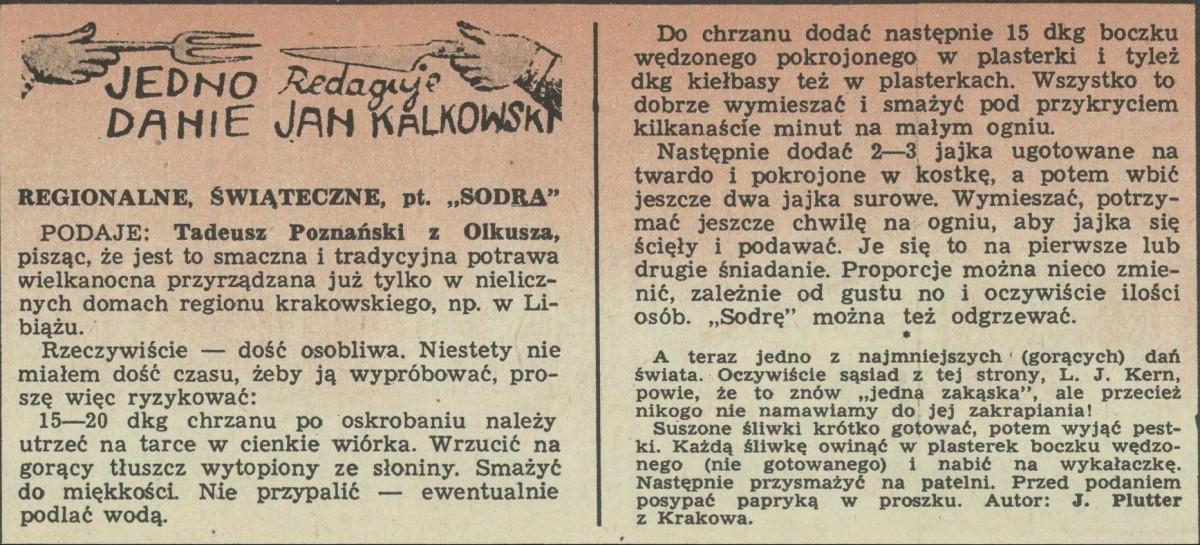 JEDNO
DANIE
Redaguje
JAN KALKOWSKI
REGIONALNE, ŚWIĄTECZNE, pt. „SODRA”
PODAJE: Tadeusz Poznański z Olkusza,
pisząc, że jest to smaczna i tradycyjna potrawa
wielkanocna przyrządzana już tylko w nielicz-
nych domach regionu krakowskiego, np. w Li-
biążu.
Rzeczywiście — dość osobliwa. Niestety nie
miałem dość czasu, żeby ją wypróbować, pro-
szę więc ryzykować:
15—20 dkg chrzanu po oskrobaniu należy
utrzeć na tarce w cienkie wiórka. Wrzucić na
gorący tłuszcz wytopiony ze słoniny. Smażyć
do miękkości. Nie przypalić — ewentualnie
podlać wodą.
Do chrzanu dodać następnie 15 dkg boczku
wędzonego pokrojonego w plasterki i tyleż
dkg kiełbasy też w plasterkach. Wszystko to
dobrze wymieszać i smażyć pod przykryciem
kilkanaście minut na małym ogniu.
Następnie dodać 2—3 jajka ugotowane na
twardo i pokrojone w kostkę, a potem wbić
jeszcze dwa jajka surowe. Wymieszać, potrzy-
mać jeszcze chwilę na ogniu, aby jajka się
ścięły i podawać. Je się to na pierwsze lub
drugie śniadanie. Proporcje można nieco zmie-
nić, zależnie od gustu no i oczywiście ilości
osób. „Sodrę” można też odgrzewać.
*
A teraz jedno z najmniejszych (gorących) dań
świata. Oczywiście sąsiad z tej strony, L. J. Kern,
powie, że to znów „jedna zakąska”, ale przecież
nikogo nie namawiamy do jej zakrapiania!
Suszone śliwki krótko gotować, potem wyjąć pest-
ki. Każdą śliwkę owinąć w plasterek boczku wędzo-
nego (nie gotowanego) i nabić na wykałaczkę.
Następnie przysmażyć na patelni. Przed podaniem
posypać papryką w proszku. Autor: J. Plutter
z Krakowa.